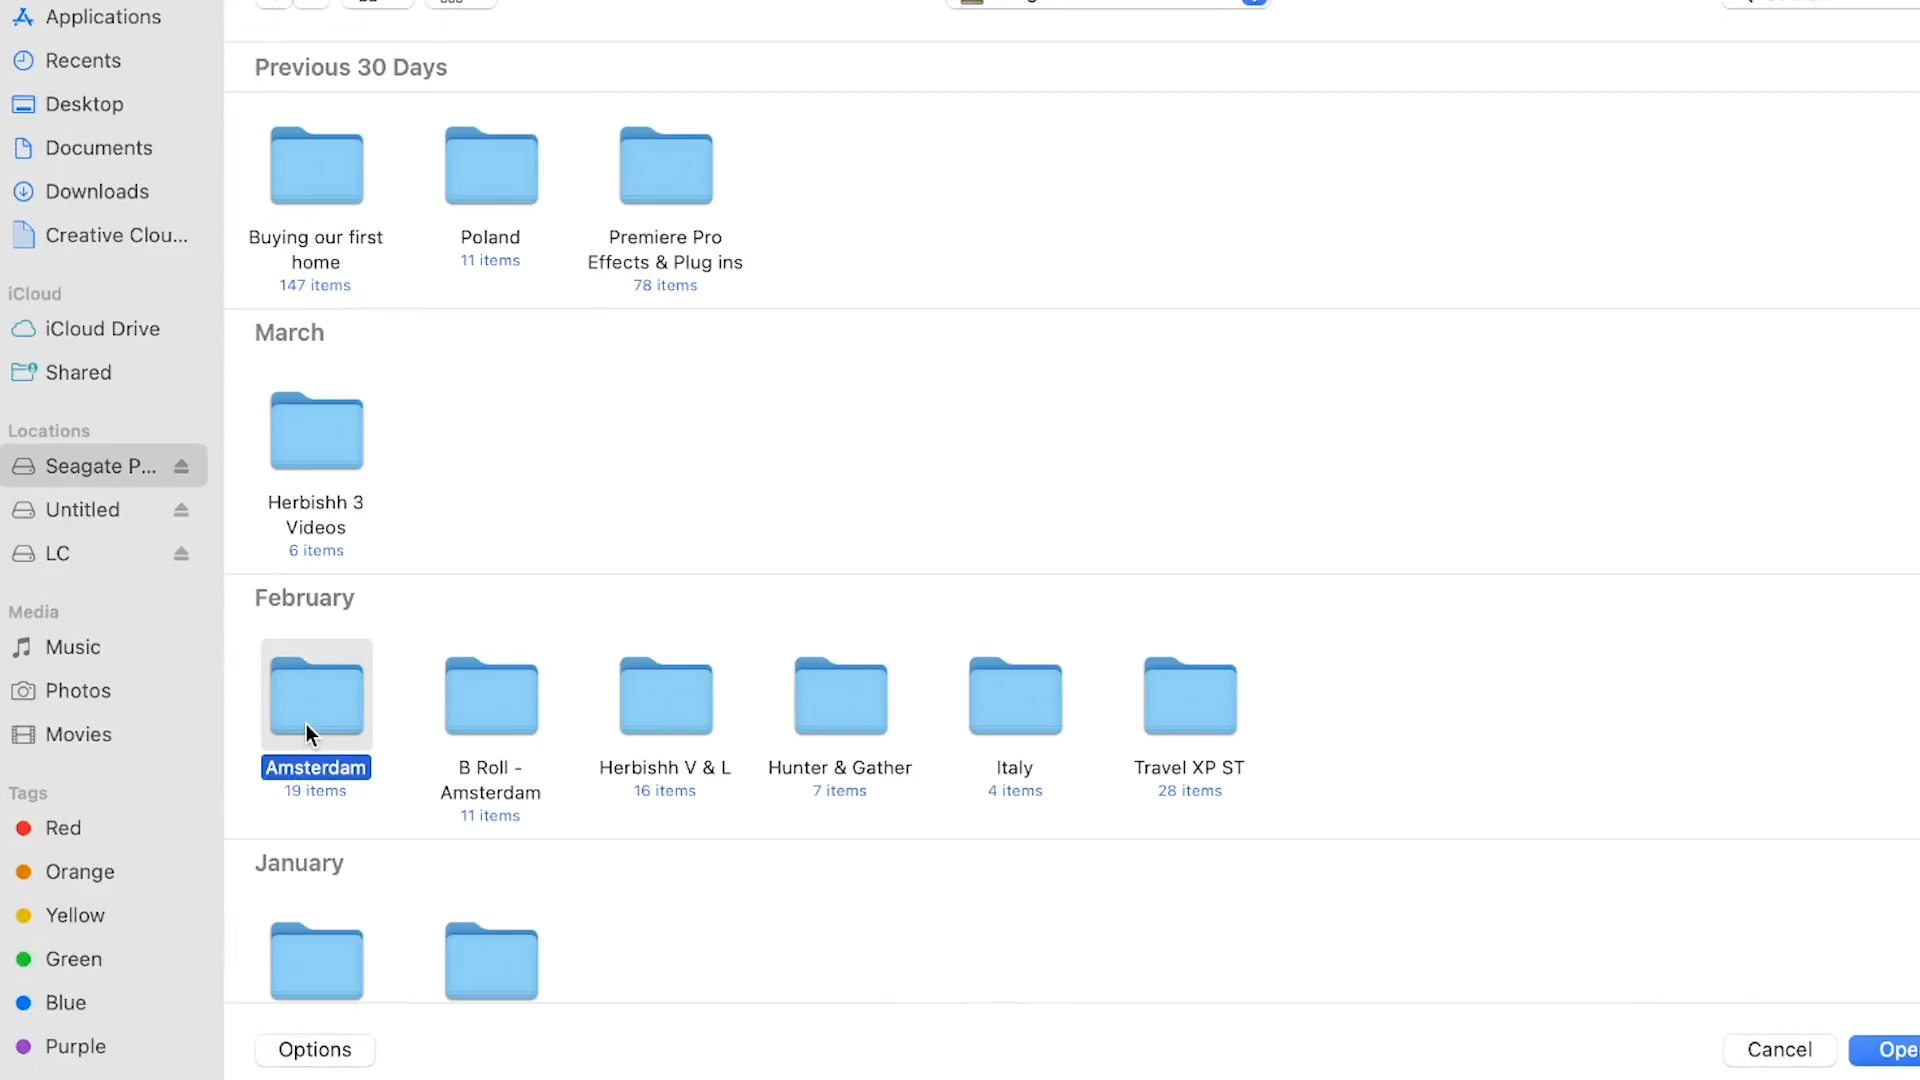 Applications
Recents
Desktop
Documents
Downloads
Creative Clou...
iCloud
iCloud Drive
Shared
Locations
Seagate P...
Untitled
LC
Media
Music
Photos
Movies
Tags
Red
Orange
Yellow
Green
Blue
Purple
Previous 30 Days
Buying our first
home
147 items
Poland
11 items
Premiere Pro
Effects & Plug ins
78 items
March
Herbishh 3
Videos
6 items
February
Amsterdam
19 items
B Roll -
Amsterdam
11 items
Herbishh V & L
16 items
Hunter & Gather
7 items
Italy
4 items
Travel XP ST
28 items
January
Options
Cancel
Ope